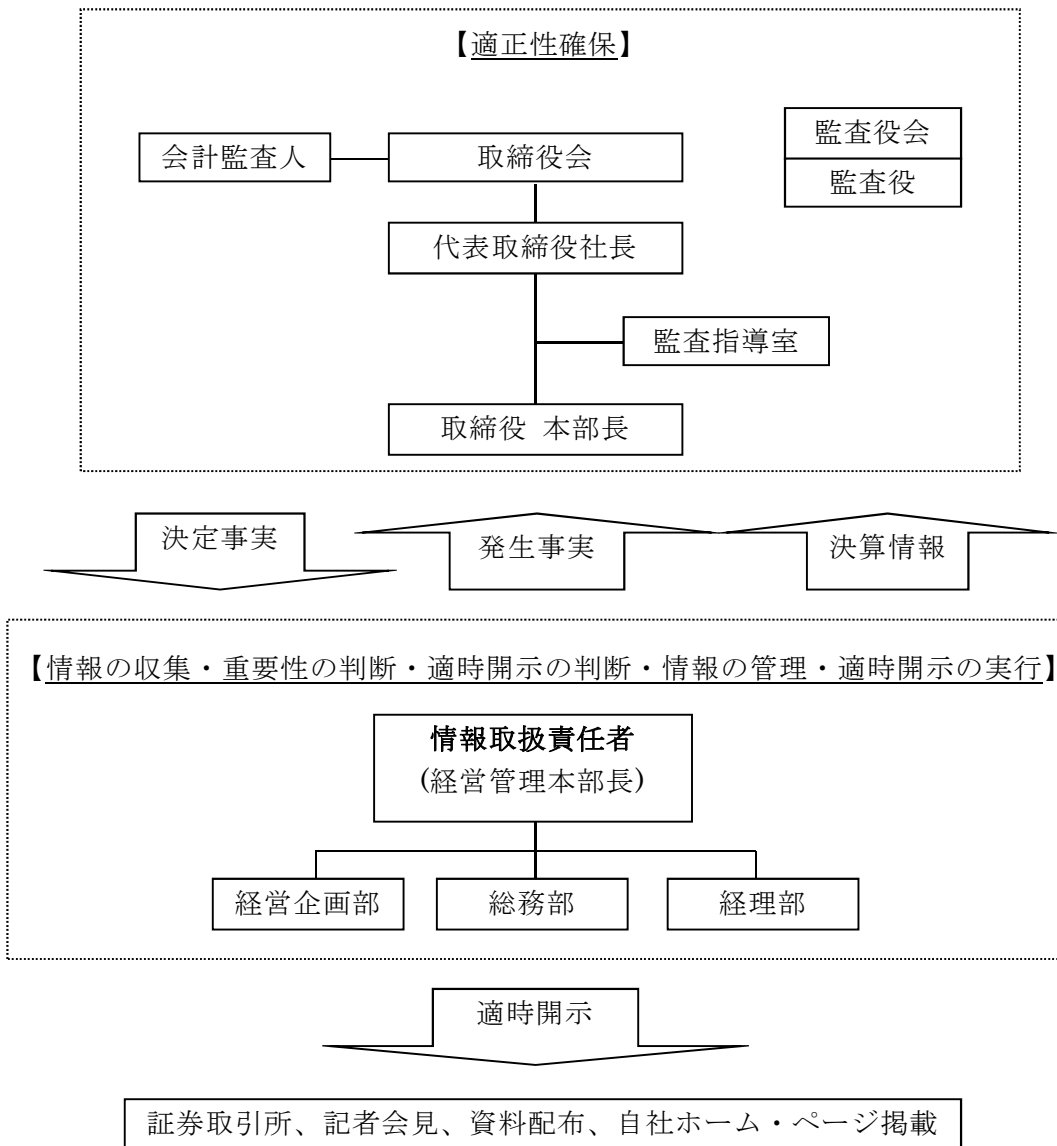 【適正性確保】
会計監査人
取締役会
監査役会
監査役
代表取締役社長
監査指導室
取締役 本部長
決定事実
発生事実
決算情報
【情報の収集・重要性の判断・適時開示の判断・情報の管理・適時開示の実行】
情報取扱責任者
(経営管理本部長)
経営企画部
総務部
経理部
適時開示
証券取引所、記者会見、資料配布、自社ホーム・ページ掲載